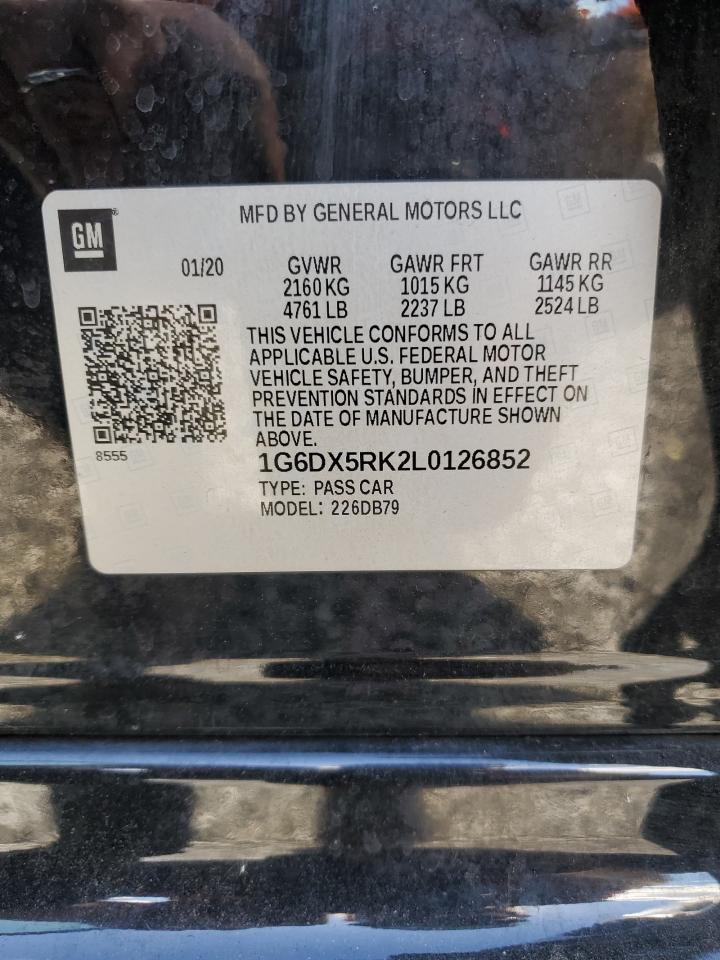 GM®
MFD BY GENERAL MOTORS LLC
01/20 GVWR GAWR FRT GAWR RR
2160 KG 1015 KG 1145 KG
4761 LB 2237 LB 2524 LB
THIS VEHICLE CONFORMS TO ALL
APPLICABLE U.S. FEDERAL MOTOR
VEHICLE SAFETY, BUMPER, AND THEFT
PREVENTION STANDARDS IN EFFECT ON
THE DATE OF MANUFACTURE SHOWN
ABOVE.
8555
1G6DX5RK2L0126852
TYPE: PASS CAR
MODEL: 226DB79